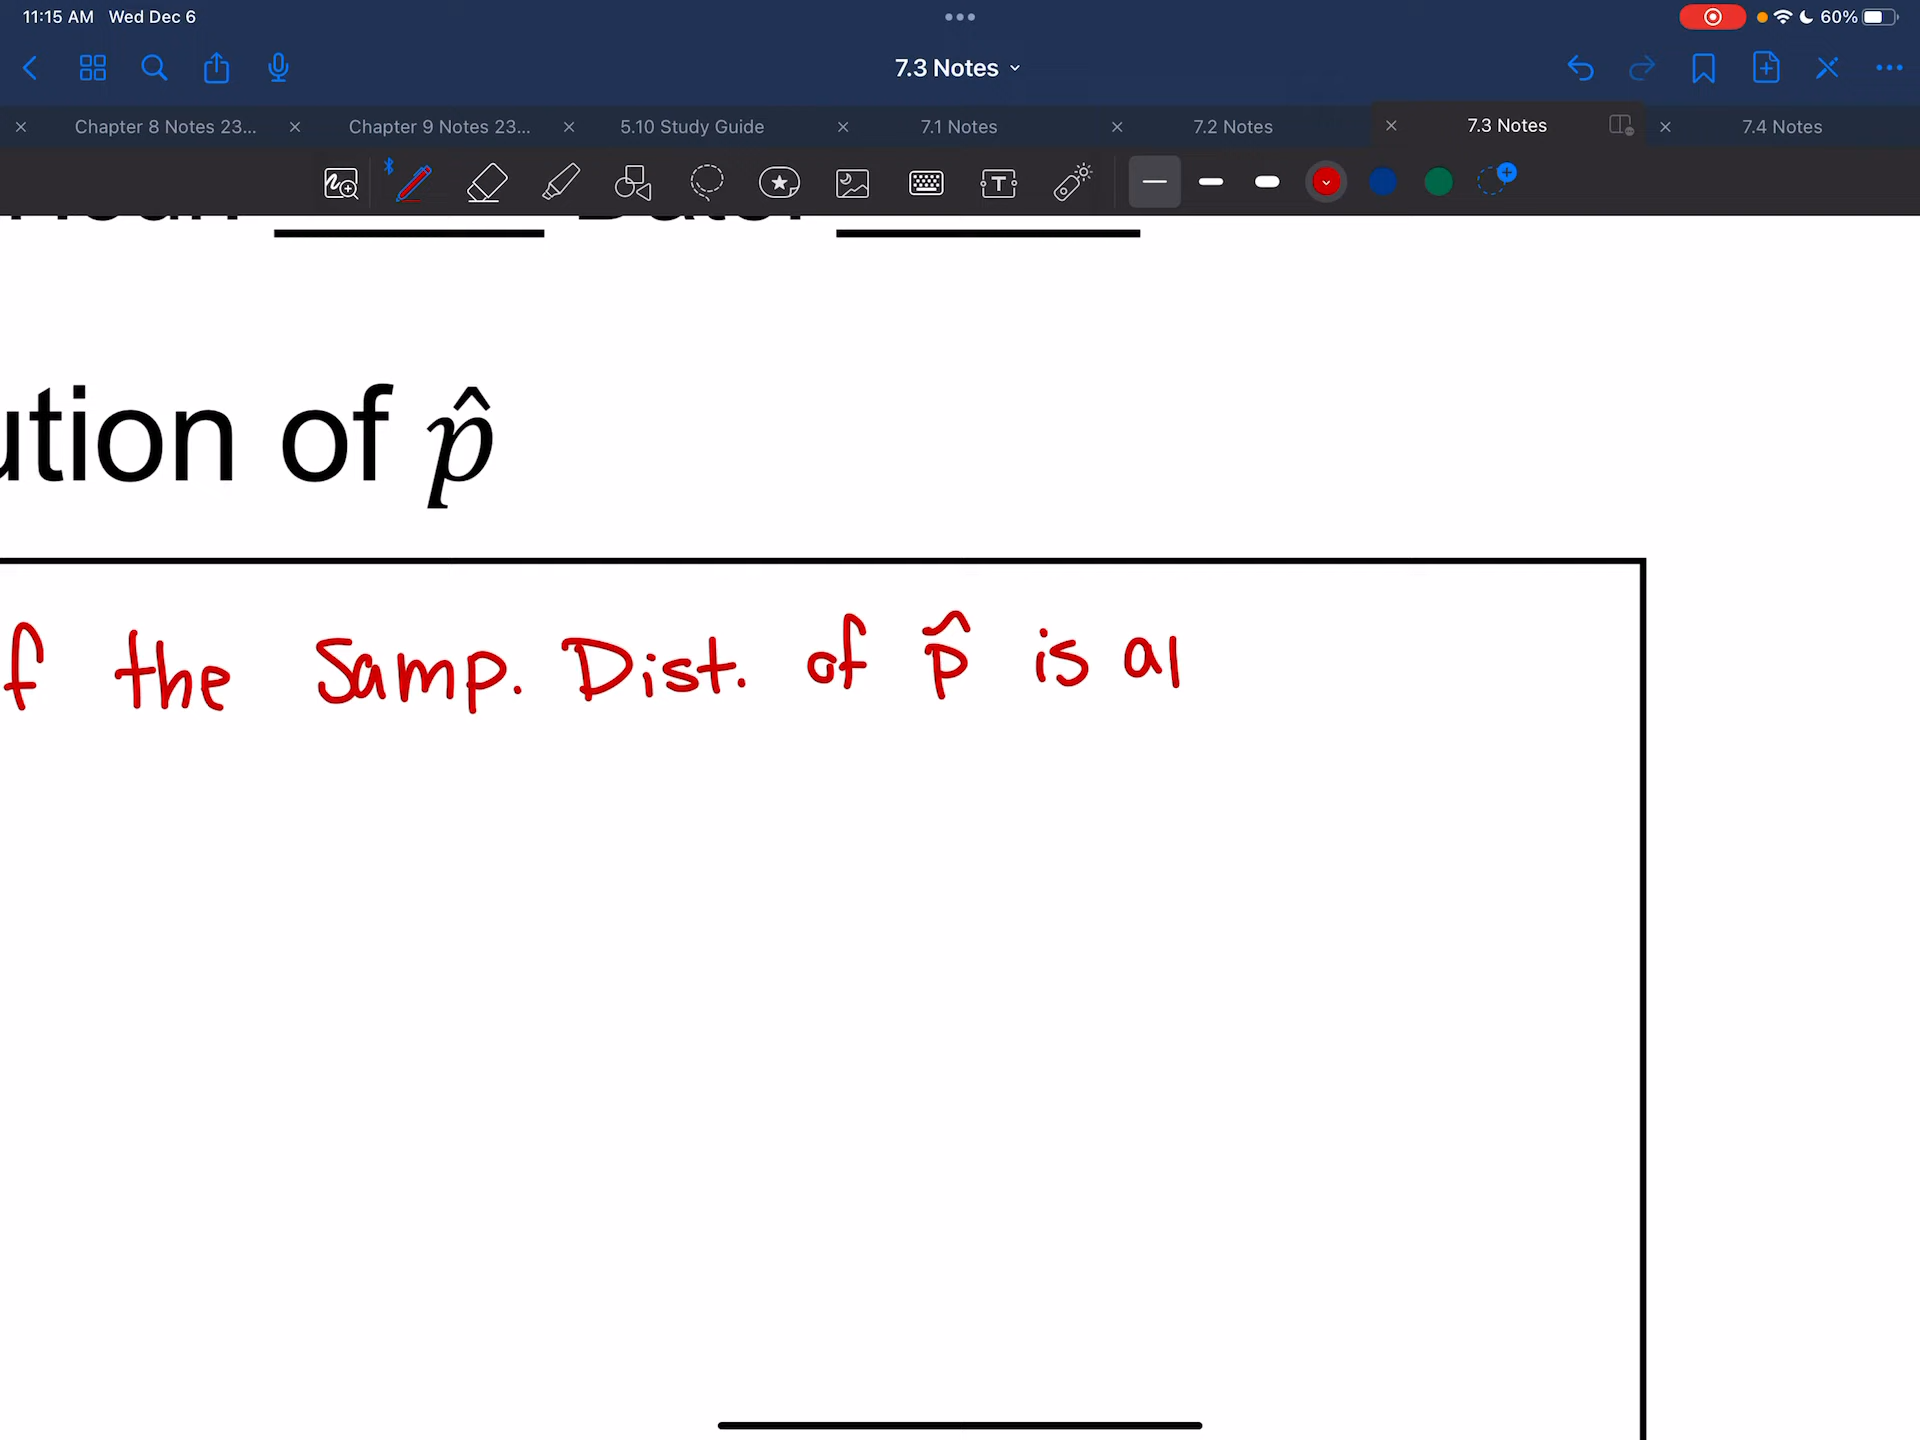 11:15 AM Wed Dec 6
60%
7.3 Notes
Chapter 8 Notes 23...
Chapter 9 Notes 23...
5.10 Study Guide
7.1 Notes
7.2 Notes
7.3 Notes
7.4 Notes
ution of p̂
f the Samp. Dist. of p̂ is al